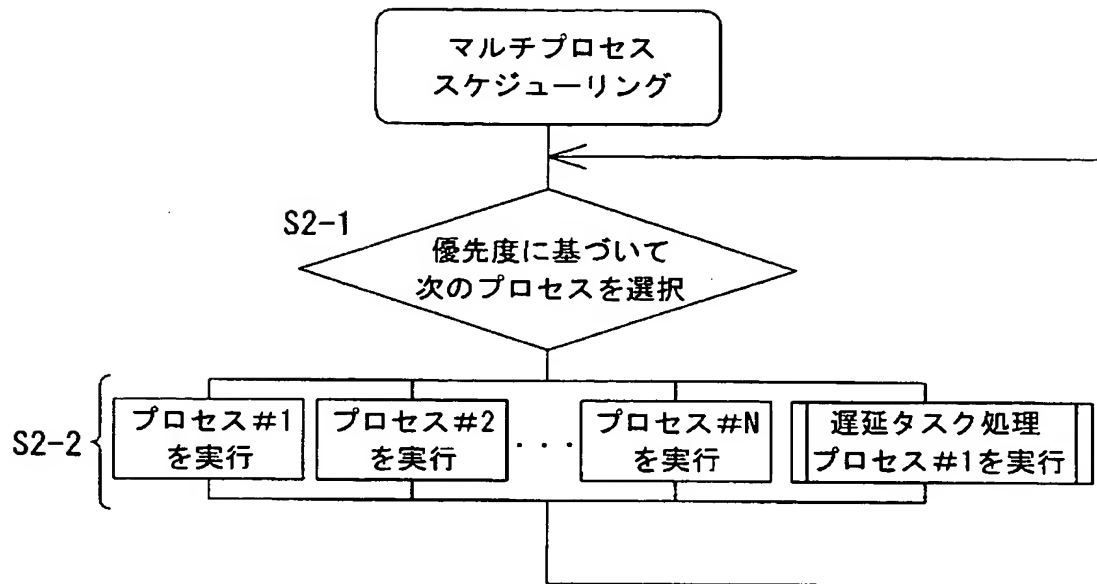 マルチプロセス
スケジューリング
S2-1
優先度に基づいて
次のプロセスを選択
S2-2
プロセス#1
を実行
プロセス#2
を実行
...
プロセス#N
を実行
遅延タスク処理
プロセス#1を実行